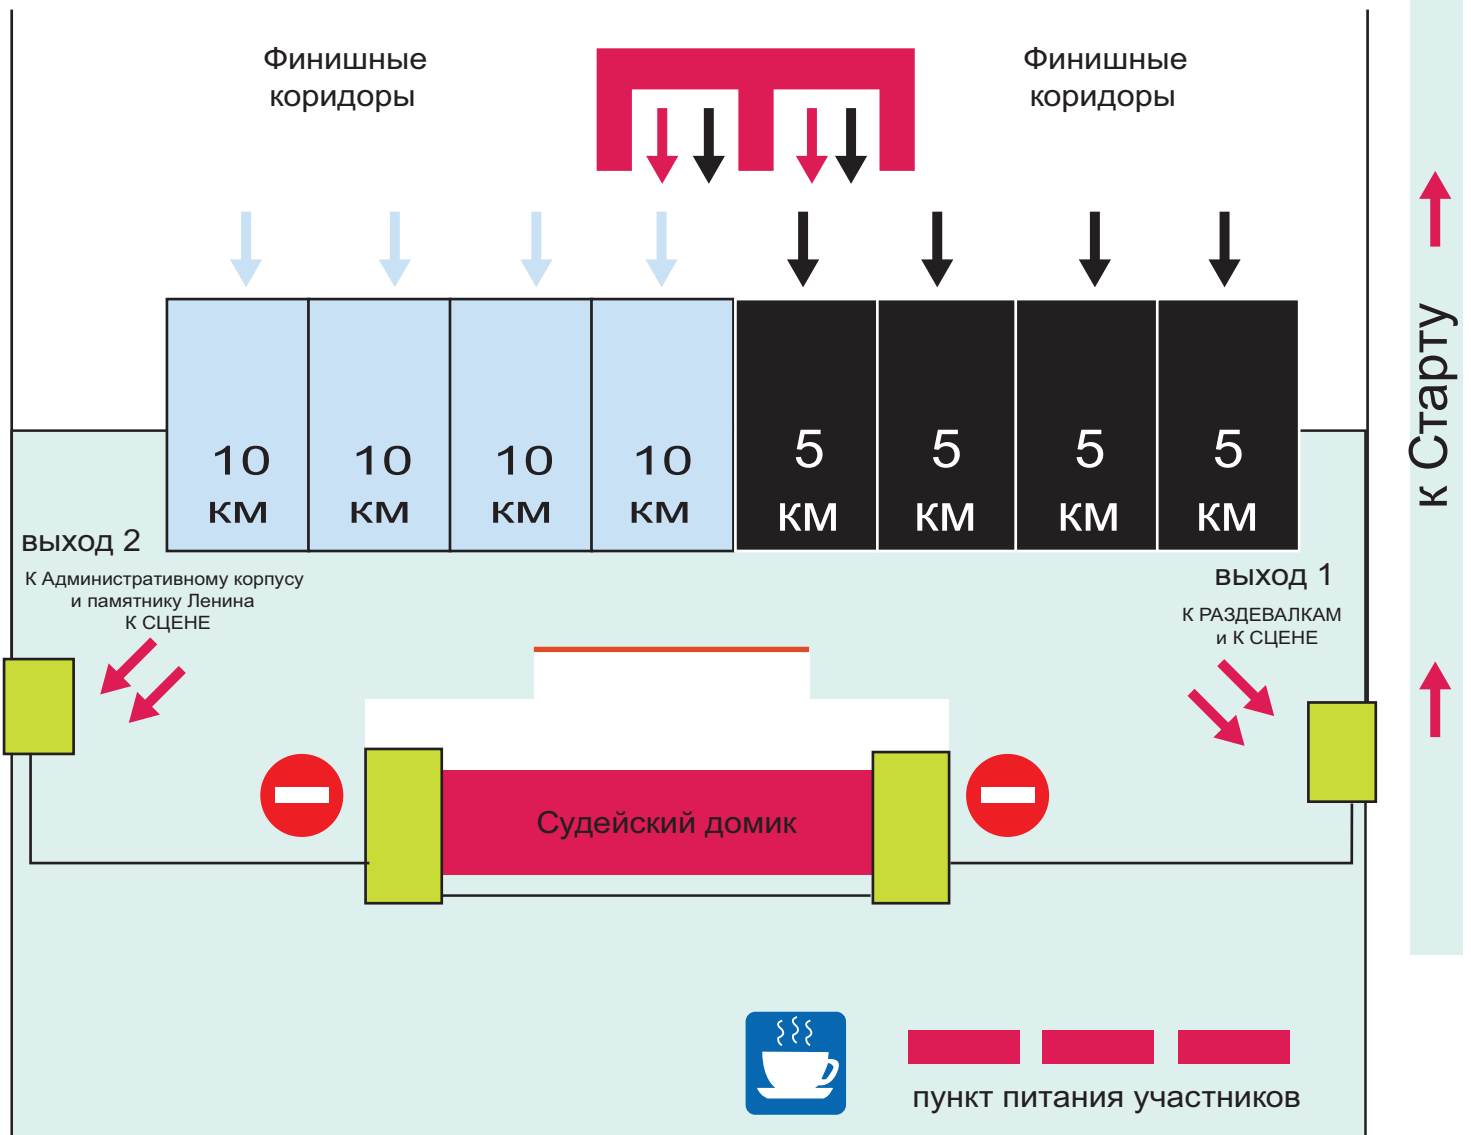 Финишные
коридоры
Финишные
коридоры
10
км
10
км
10
км
10
км
5
км
5
км
5
км
5
км
к Старту
выход 2
К Административному корпусу
и памятнику Ленина
К СЦЕНЕ
выход 1
К РАЗДЕВАЛКАМ
и К СЦЕНЕ
Судейский домик
пункт питания участников